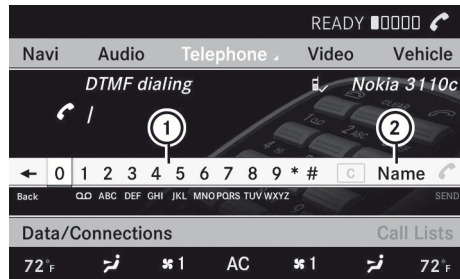 READY
Navi Audio Telephone Video Vehicle
DTMF dialing Nokia 3110c
1 2
← 0 1 2 3 4 5 6 7 8 9 * # C Name
Back ABC DEF GHI JKL MNO PQRS TUV WXYZ SEND
Data/Connections Call Lists
72°F 1 AC 1 72°F